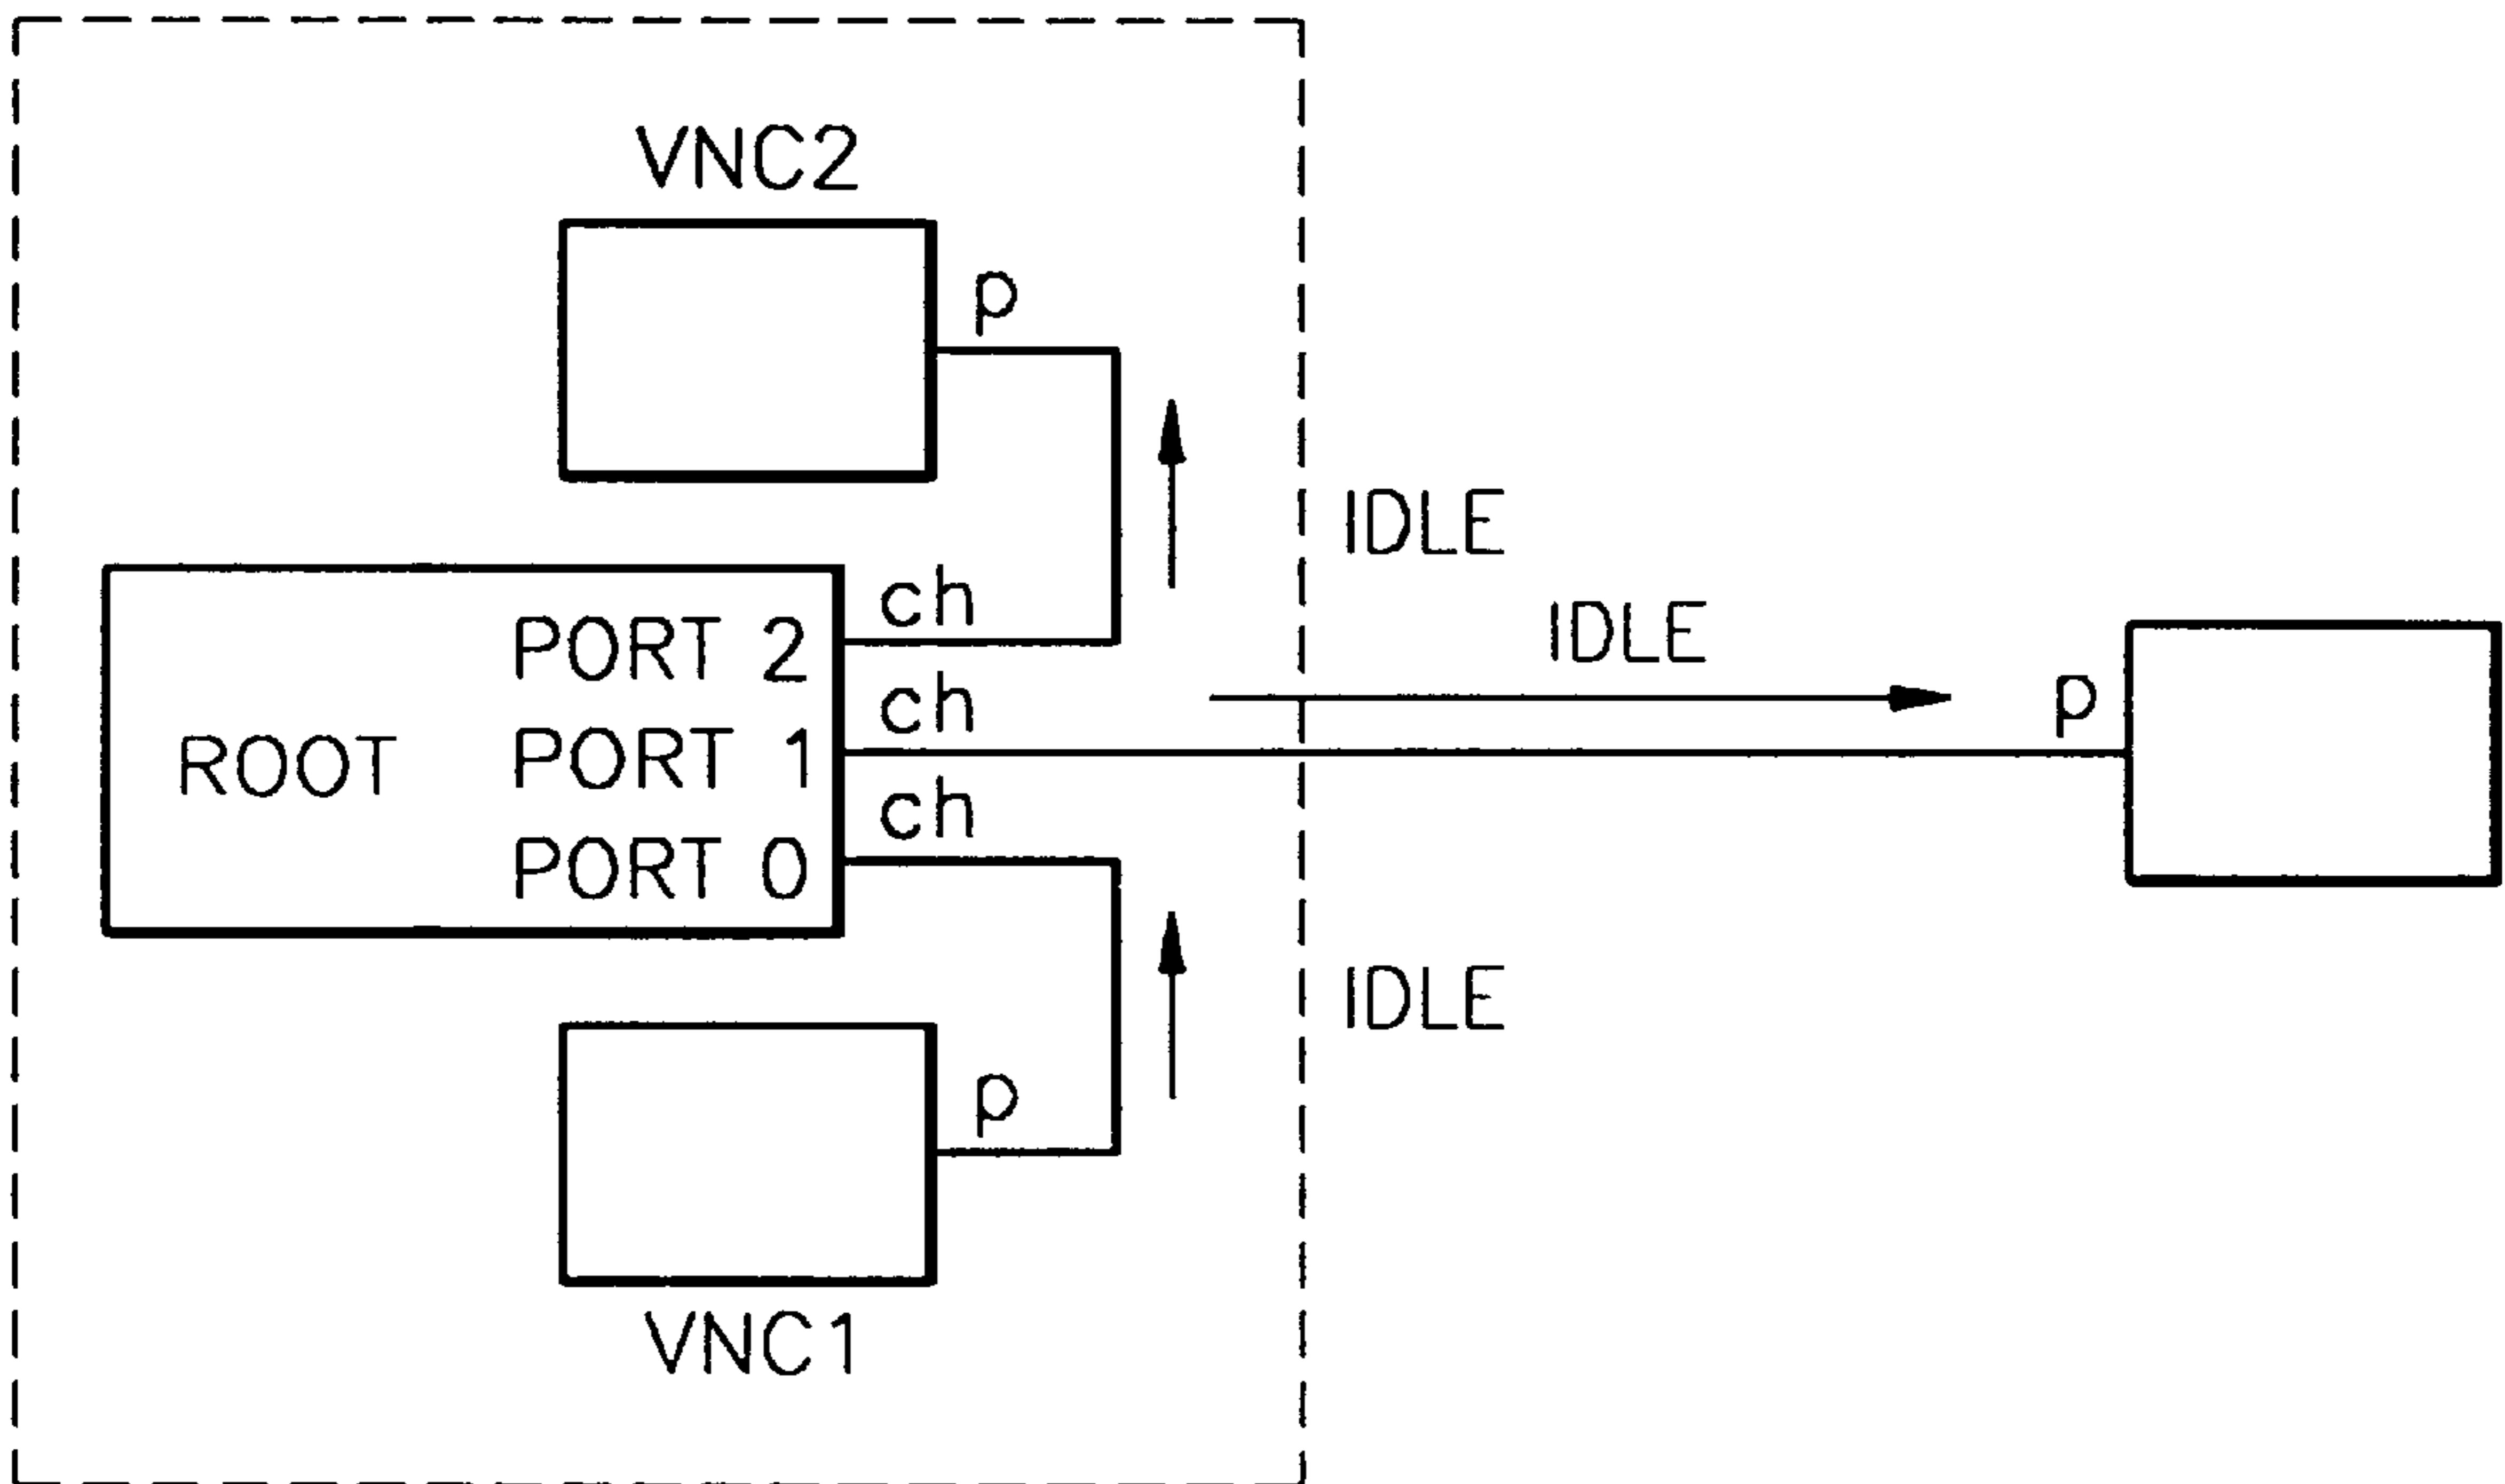 VNC2
p
IDLE
ch
PORT 2
IDLE
ch
p
ROOT
PORT 1
ch
PORT 0
IDLE
p
VNC1